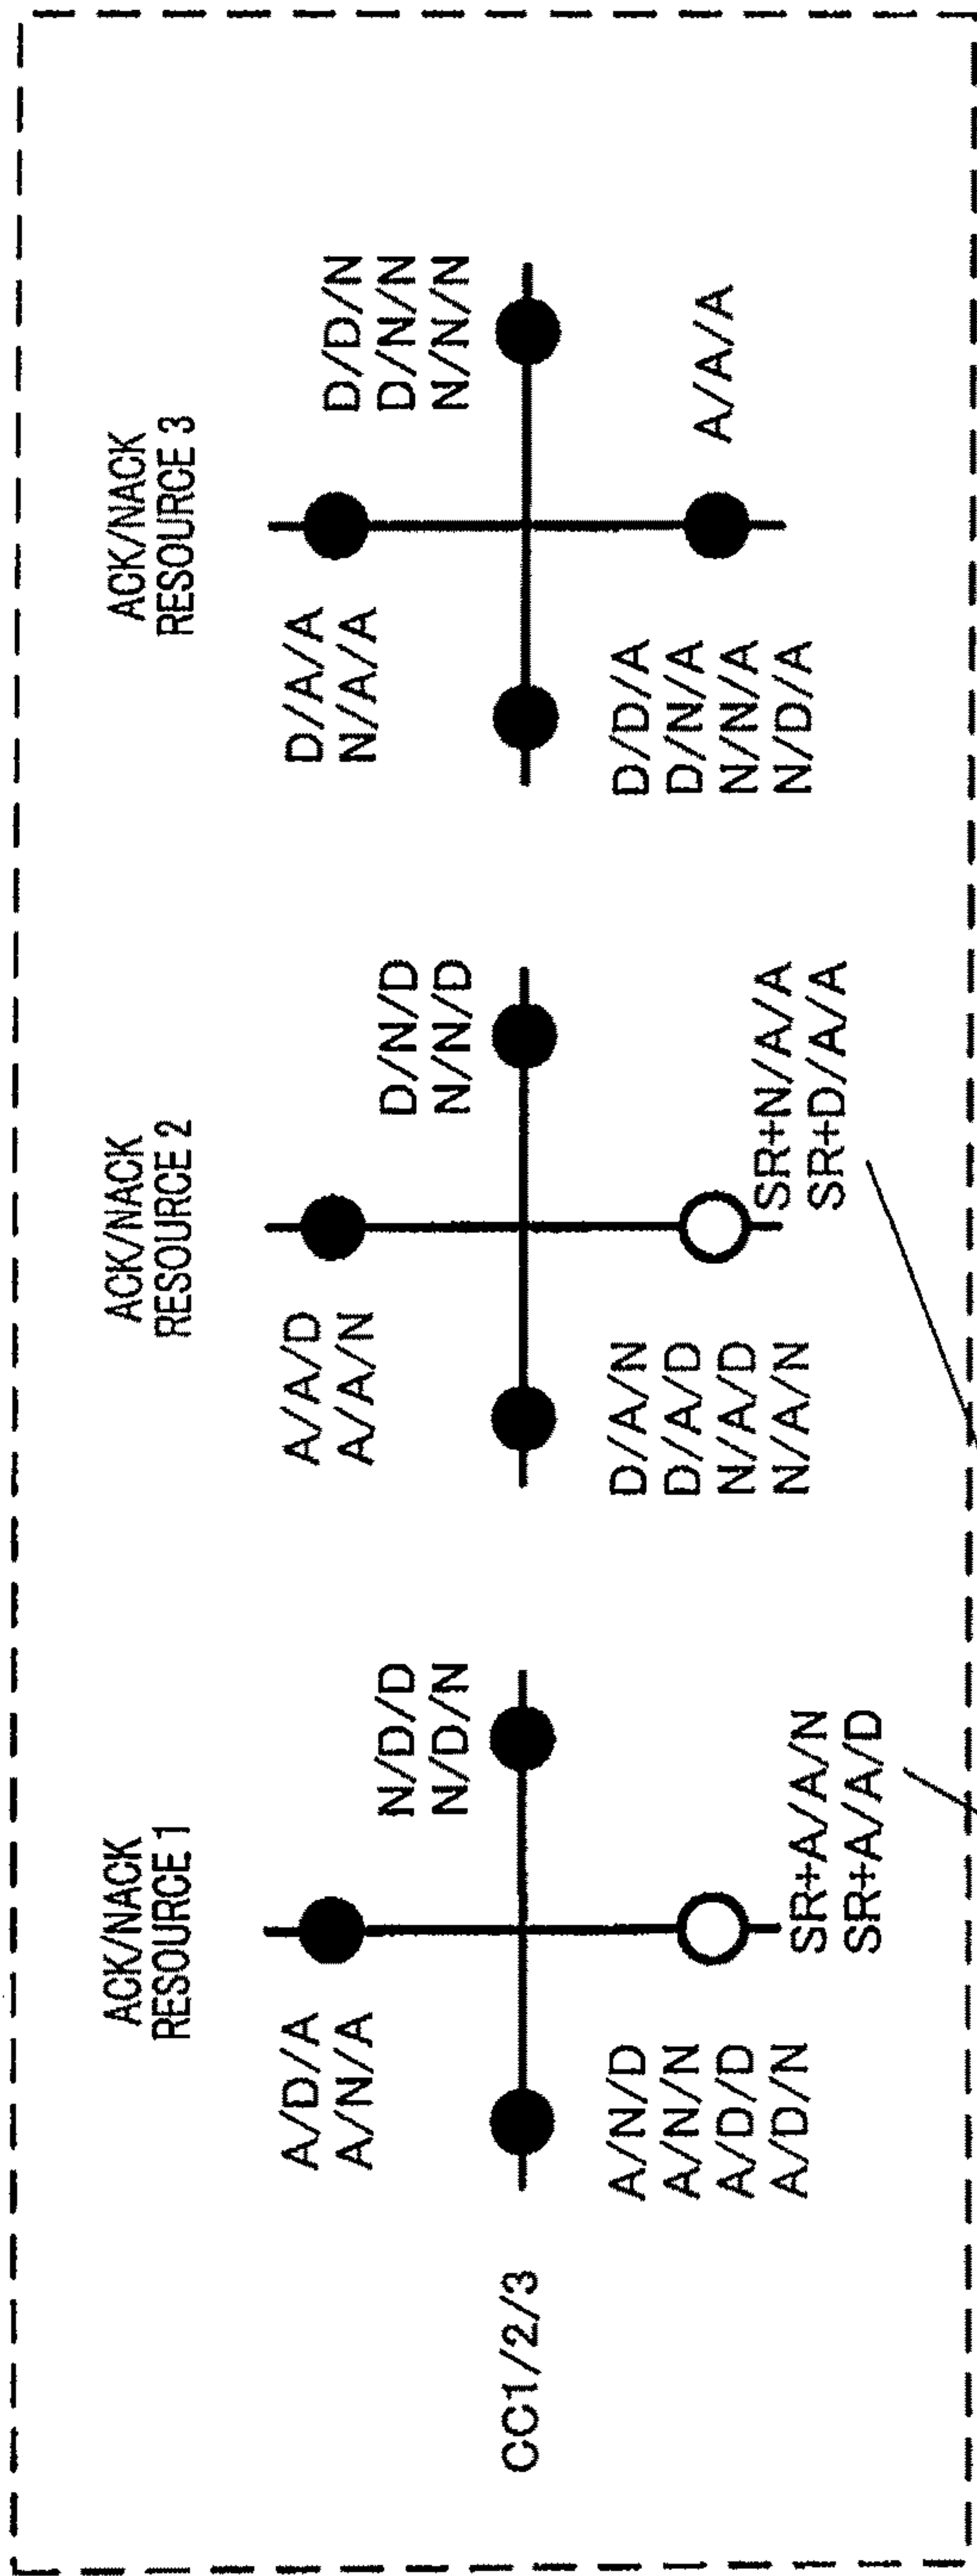 CC1/2/3
ACK/NACK
RESOURCE 1
A/D/A
A/N/A
N/D/D
N/D/N
A/N/D
A/N/N
A/D/D
A/D/N
SR+A/A/N
SR+A/A/D
ACK/NACK
RESOURCE 2
A/A/D
A/A/N
D/N/D
N/N/D
D/A/N
D/A/D
N/A/D
N/A/N
SR+N/A/A
SR+D/A/A
ACK/NACK
RESOURCE 3
D/A/A
N/A/A
D/D/N
D/N/N
N/N/N
D/D/A
D/N/A
N/N/A
N/D/A
A/A/A